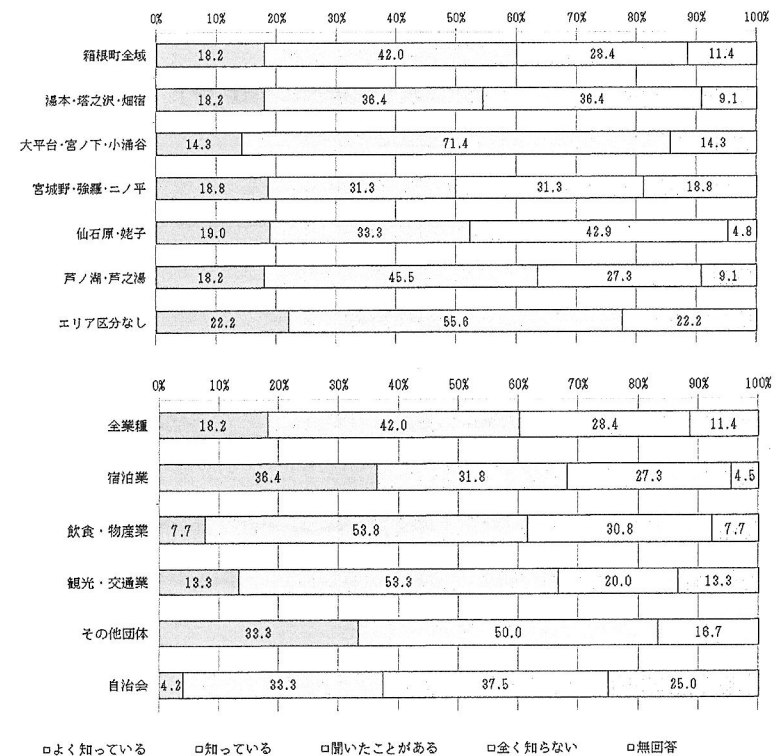 0% 10% 20% 30% 40% 50% 60% 70% 80% 90% 100%
箱根町全域 18.2 42.0 28.4 11.4
湯本・塔之沢・畑宿 18.2 36.4 36.4 9.1
大平台・宮ノ下・小涌谷 14.3 71.4 14.3
宮城野・強羅・二ノ平 18.8 31.3 31.3 18.8
仙石原・姥子 19.0 33.3 42.9 4.8
芦ノ湖・芦之湯 18.2 45.5 27.3 9.1
エリア区分なし 22.2 55.6 22.2
0% 10% 20% 30% 40% 50% 60% 70% 80% 90% 100%
全業種 18.2 42.0 28.4 11.4
宿泊業 36.4 31.8 27.3 4.5
飲食・物産業 7.7 53.8 30.8 7.7
観光・交通業 13.3 53.3 20.0 13.3
その他団体 33.3 50.0 16.7
自治会 4.2 33.3 37.5 25.0
□よく知っている □知っている □聞いたことがある □全く知らない □無回答